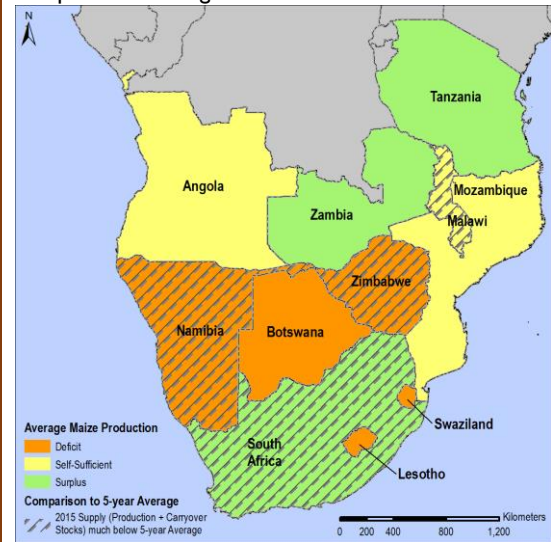 N
Tanzania
Angola
Mozambique
Zambia
Malawi
Zimbabwe
Namibia
Botswana
Swaziland
South
Africa
Lesotho
Average Maize Production
Deficit
Self-Sufficient
Surplus
Comparison to 5-year Average
2015 Supply (Production + Carryover
Stocks) much below 5-year Average
Kilometers
0 200 400 800 1,200